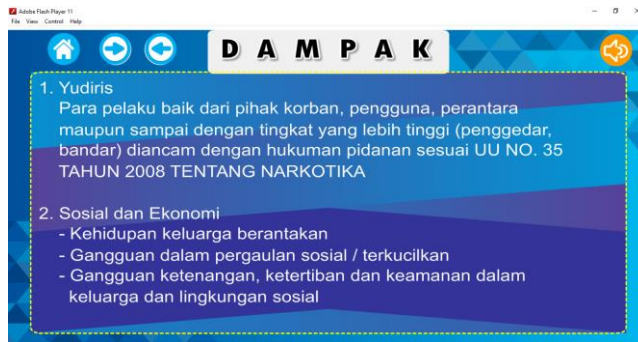 Adobe Flash Player 11
File View Control Help
D A M P A K
1. Yudiris
Para pelaku baik dari pihak korban, pengguna, perantara
maupun sampai dengan tingkat yang lebih tinggi (penggedar,
bandar) diancam dengan hukuman pidanan sesuai UU NO. 35
TAHUN 2008 TENTANG NARKOTIKA
2. Sosial dan Ekonomi
- Kehidupan keluarga berantakan
- Gangguan dalam pergaulan sosial / terkucilkan
- Gangguan ketenangan, ketertiban dan keamanan dalam
keluarga dan lingkungan sosial